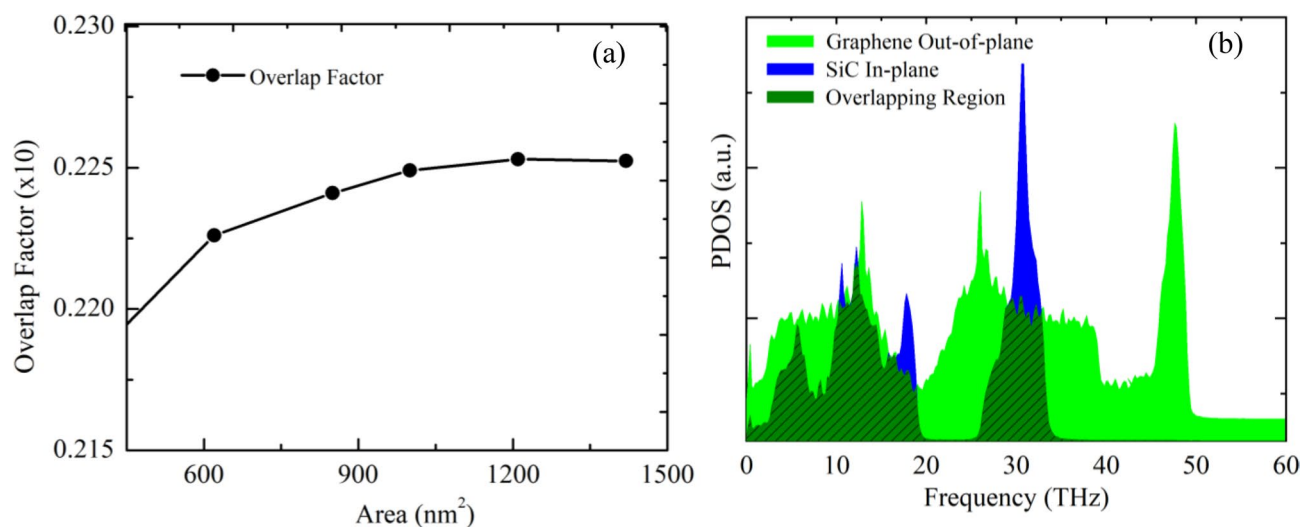 0.230
0.225
0.220
0.215
Overlap Factor (x10)
Overlap Factor
(a)
600
900
1200
1500
Area (nm²)
(b)
Graphene Out-of-plane
SiC In-plane
Overlapping Region
PDOS (a.u.)
0
10
20
30
40
50
60
Frequency (THz)